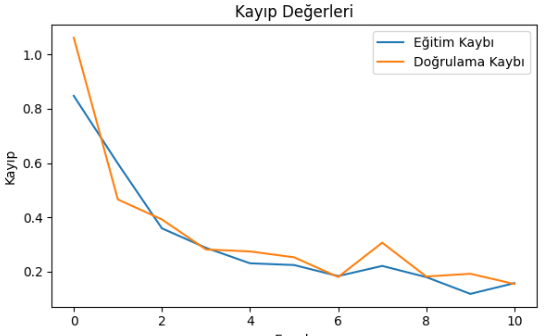 Kayıp Değerleri
Eğitim Kaybı
Doğrulama Kaybı
Kayıp
1.0
0.8
0.6
0.4
0.2
0 2 4 6 8 10